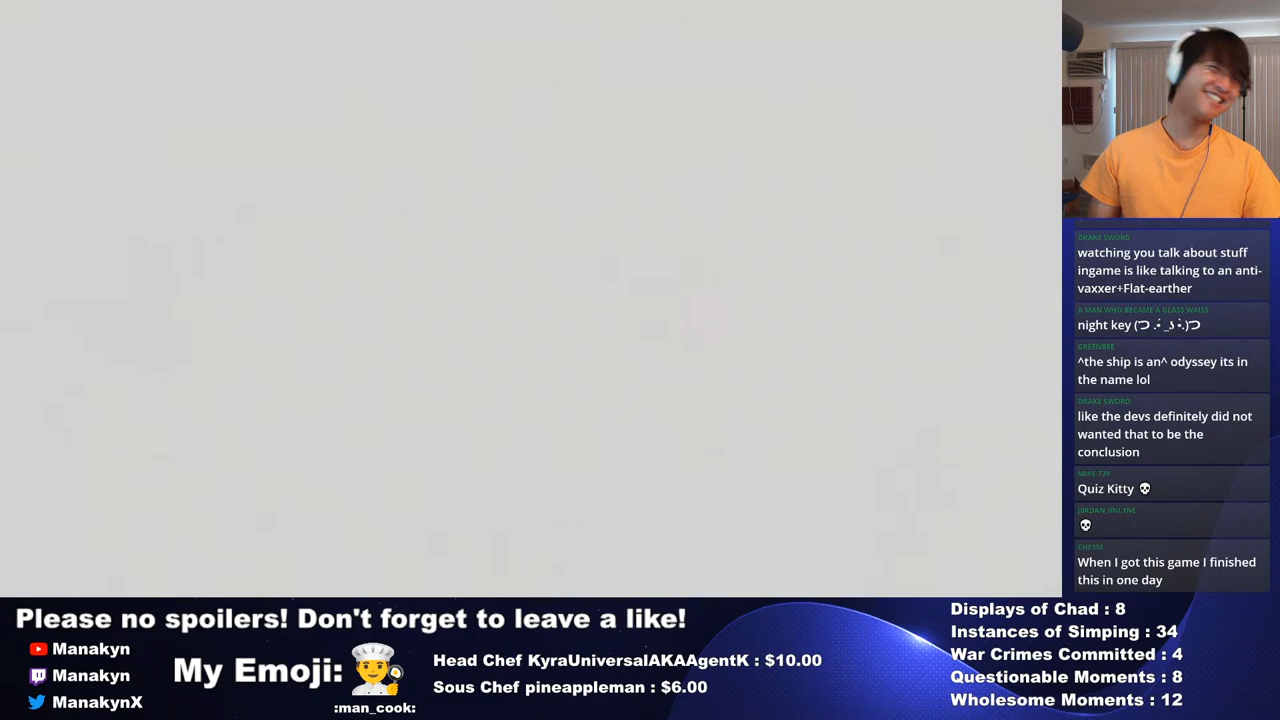 DRAKE SWORD
watching you talk about stuff
ingame is like talking to an anti-
vaxxer+Flat-earther
A MAN WHO BECAME A GLASS WAISS
night key
GREENBEE
^the ship is an^ odyssey its in
the name lol
DRAKE SWORD
like the devs definitely did not
wanted that to be the
conclusion
MIKE 729
Quiz Kitty 💀
J0RDAN_0NL1NE
💀
CHESSE
When I got this game I finished
this in one day
Please no spoilers! Don't forget to leave a like!
Manakyn
Manakyn
ManakynX
My Emoji:
:man_cook:
Head Chef KyraUniversalAKAAgentK : $10.00
Sous Chef pineappleman : $6.00
Displays of Chad : 8
Instances of Simping : 34
War Crimes Committed : 4
Questionable Moments : 8
Wholesome Moments : 12